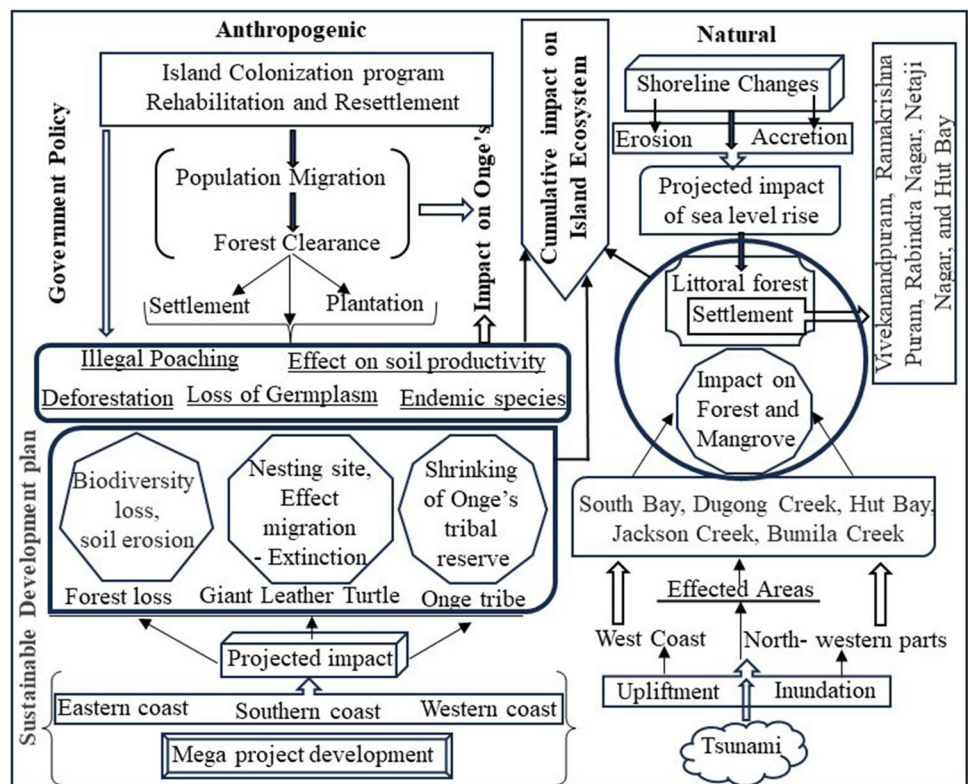 Anthropogenic
Island Colonization program
Rehabilitation and Resettlement
Government Policy
Population Migration
Forest Clearance
Settlement
Plantation
Impact on Onge's
Illegal Poaching
Effect on soil productivity
Deforestation
Loss of Germplasm
Endemic species
Sustainable Development plan
Biodiversity
loss,
soil erosion
Nesting site,
Effect
migration
- Extinction
Shrinking
of Onge's
tribal
reserve
Forest loss
Giant Leather Turtle
Onge tribe
Projected impact
Eastern coast
Southern coast
Western coast
Mega project development
Cumulative impact on
Island Ecosystem
Natural
Shoreline Changes
Erosion
Accretion
Projected impact
of sea level rise
Littoral forest
Settlement
Vivekanandpuram, Ramakrishna
Puram, Rabindra Nagar, Netaji
Nagar, and Hut Bay
Impact on
Forest and
Mangrove
South Bay, Dugong Creek, Hut Bay,
Jackson Creek, Bumila Creek
Effected Areas
West Coast
North- western parts
Upliftment
Inundation
Tsunami